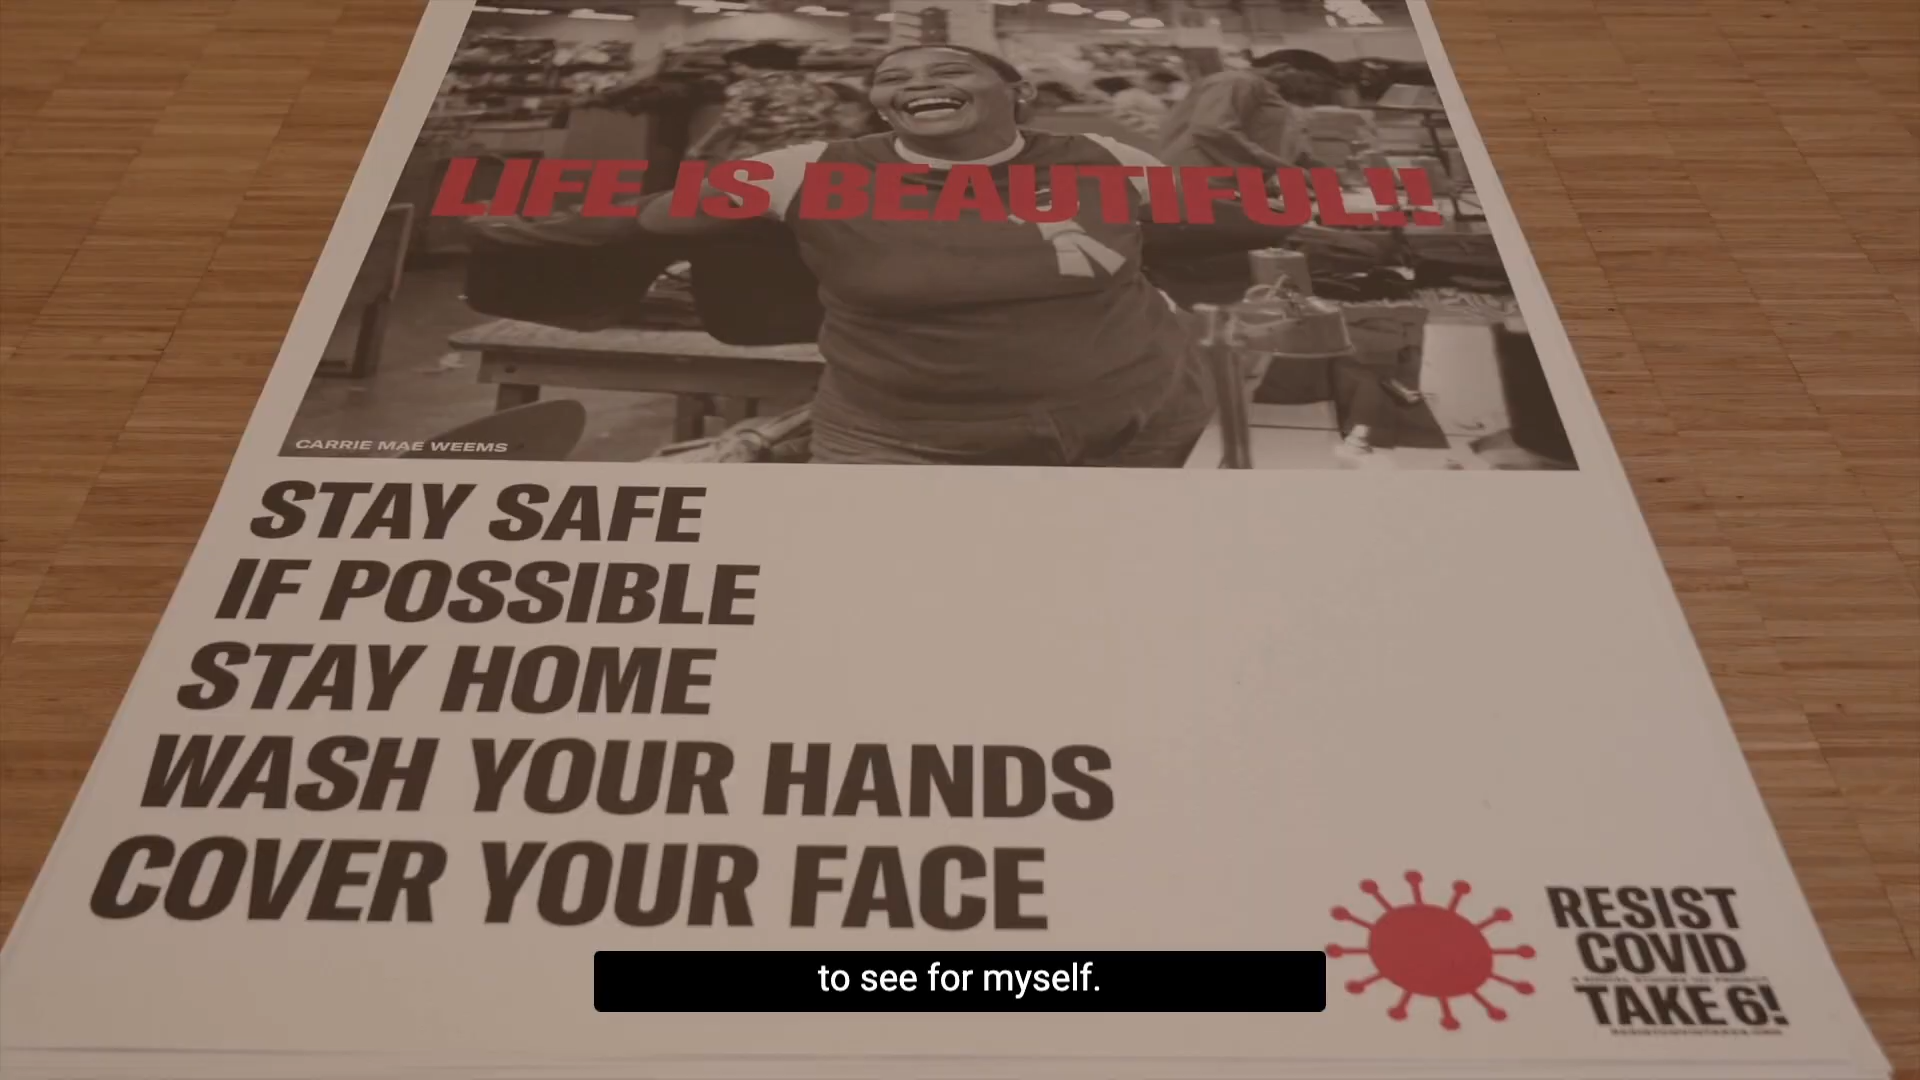 LIFE IS BEAUTIFUL!!
CARRIE MAE WEEMS
STAY SAFE
IF POSSIBLE
STAY HOME
WASH YOUR HANDS
COVER YOUR FACE
RESIST
COVID
TAKE 6!
to see for myself.